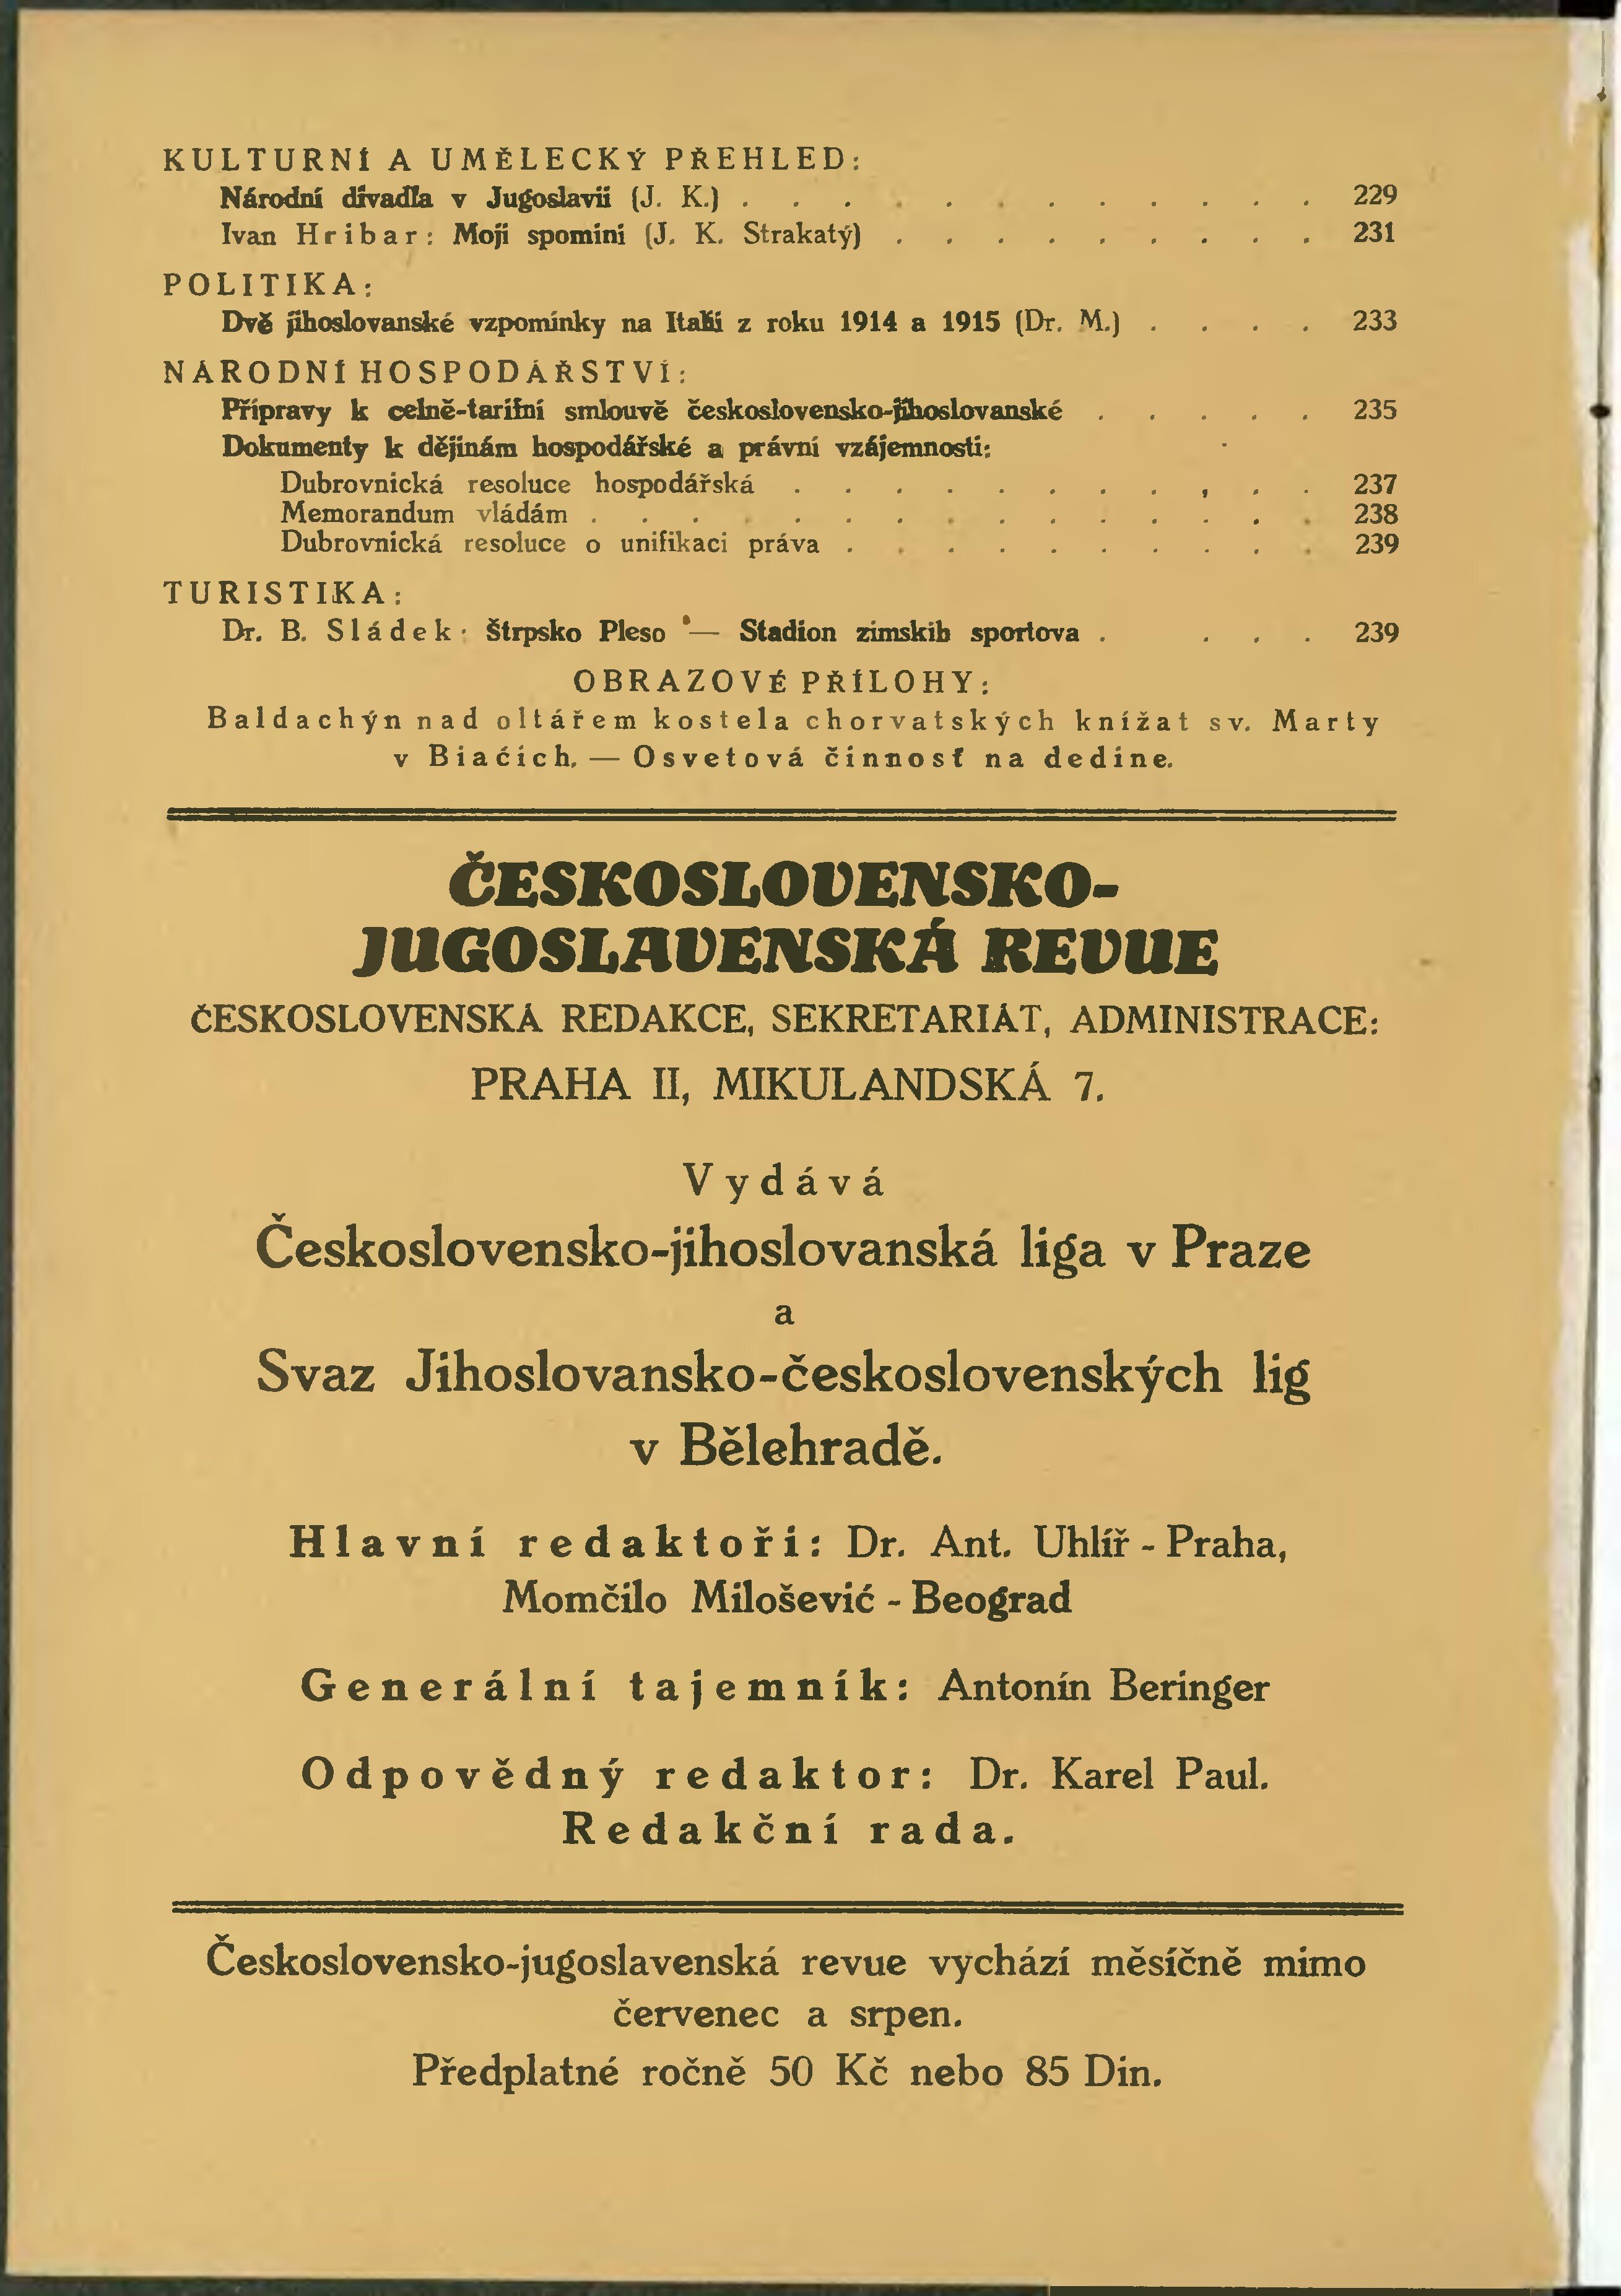 KULTURNÍ A UMĚLECKÝ PŘEHLED:
Národní divadla v Jugoslavii (J. K.) . . . . . . . . . . . . 229
Ivan Hribar: Moji spomini (J. K. Strakatý) . . . . . . . . . 231
POLITIKA:
Dvě jihoslovanské vzpomínky na Itálii z roku 1914 a 1915 (Dr. M.) . . . . 233
NÁRODNÍ HOSPODÁŘSTVÍ:
Přípravy k celně-tarifní smlouvě československo-jihoslovanské . . . . . 235
Dokumenty k dějinám hospodářské a právní vzájemnosti:
Dubrovnická resoluce hospodářská . . . . . . . . . . . 237
Memorandum vládám . . . . . . . . . . . . . . . 238
Dubrovnická resoluce o unifikaci práva . . . . . . . . . . 239
TURISTIKA:
Dr. B. Sládek: Štrpsko Pleso — Stadion zimskih sportova . . . . 239
OBRAZOVÉ PŘÍLOHY:
Baldachýn nad oltářem kostela chorvatských knížat sv. Marty
v Biaćich. — Osvetová činnosť na dedine.
ČESKOSLOVENSKO-
JUGOSLAVENSKÁ REVUE
ČESKOSLOVENSKÁ REDAKCE, SEKRETARIÁT, ADMINISTRACE:
PRAHA II, MIKULANDSKÁ 7.
Vydává
Československo-jihoslovanská liga v Praze
a
Svaz Jihoslovansko-československých lig
v Bělehradě.
Hlavní redaktoři: Dr. Ant. Uhlíř - Praha,
Momčilo Milošević - Beograd
Generální tajemník: Antonín Beringer
Odpovědný redaktor: Dr. Karel Paul.
Redakční rada.
Československo-jugoslavenská revue vychází měsíčně mimo
červenec a srpen.
Předplatné ročně 50 Kč nebo 85 Din.